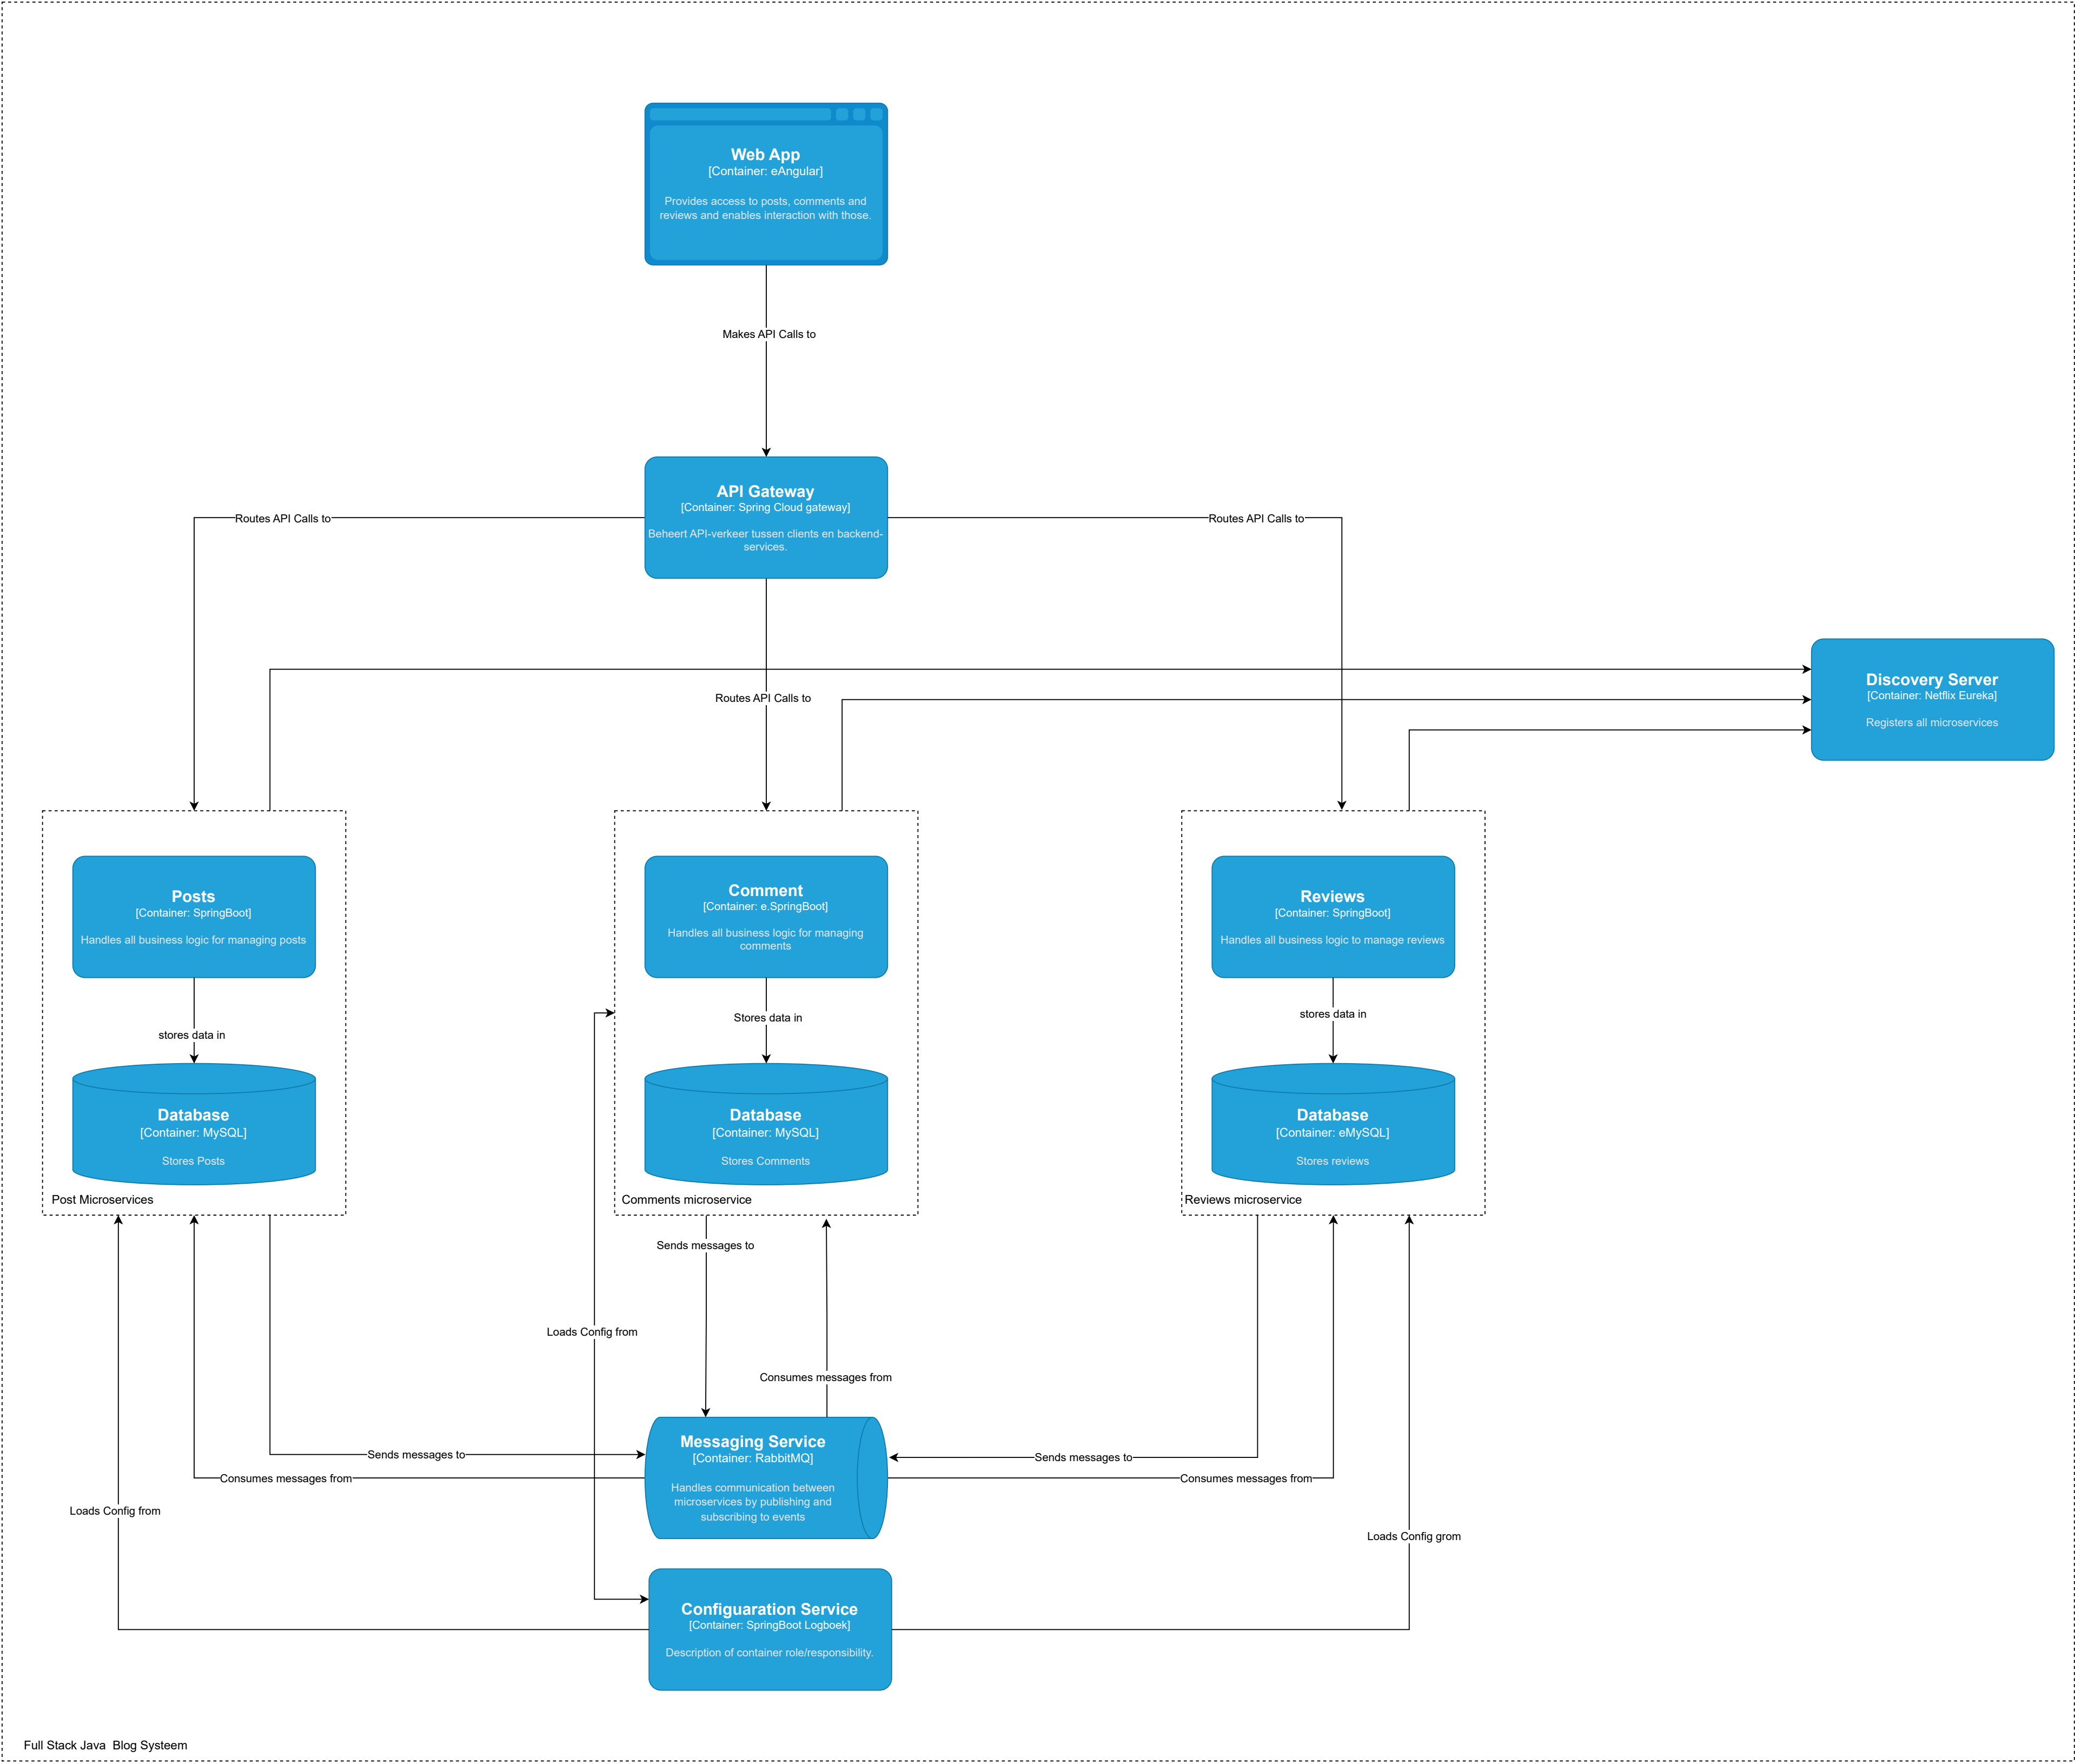 Web App
[Container: eAngular]
Provides access to posts, comments and
reviews and enables interaction with those.
Makes API Calls to
API Gateway
[Container: Spring Cloud gateway]
Beheert API-verkeer tussen clients en backend-
services.
Routes API Calls to
Routes API Calls to
Routes API Calls to
Discovery Server
[Container: Netflix Eureka]
Registers all microservices
Posts
[Container: SpringBoot]
Handles all business logic for managing posts
stores data in
Database
[Container: MySQL]
Stores Posts
Post Microservices
Comment
[Container: e.SpringBoot]
Handles all business logic for managing
comments
Stores data in
Database
[Container: MySQL]
Stores Comments
Comments microservice
Reviews
[Container: SpringBoot]
Handles all business logic to manage reviews
stores data in
Database
[Container: eMySQL]
Stores reviews
Reviews microservice
Sends messages to
Loads Config from
Consumes messages from
Sends messages to
Consumes messages from
Loads Config from
Messaging Service
[Container: RabbitMQ]
Handles communication between
microservices by publishing and
subscribing to events
Sends messages to
Consumes messages from
Loads Config grom
Configuaration Service
[Container: SpringBoot Logboek]
Description of container role/responsibility.
Full Stack Java  Blog Systeem